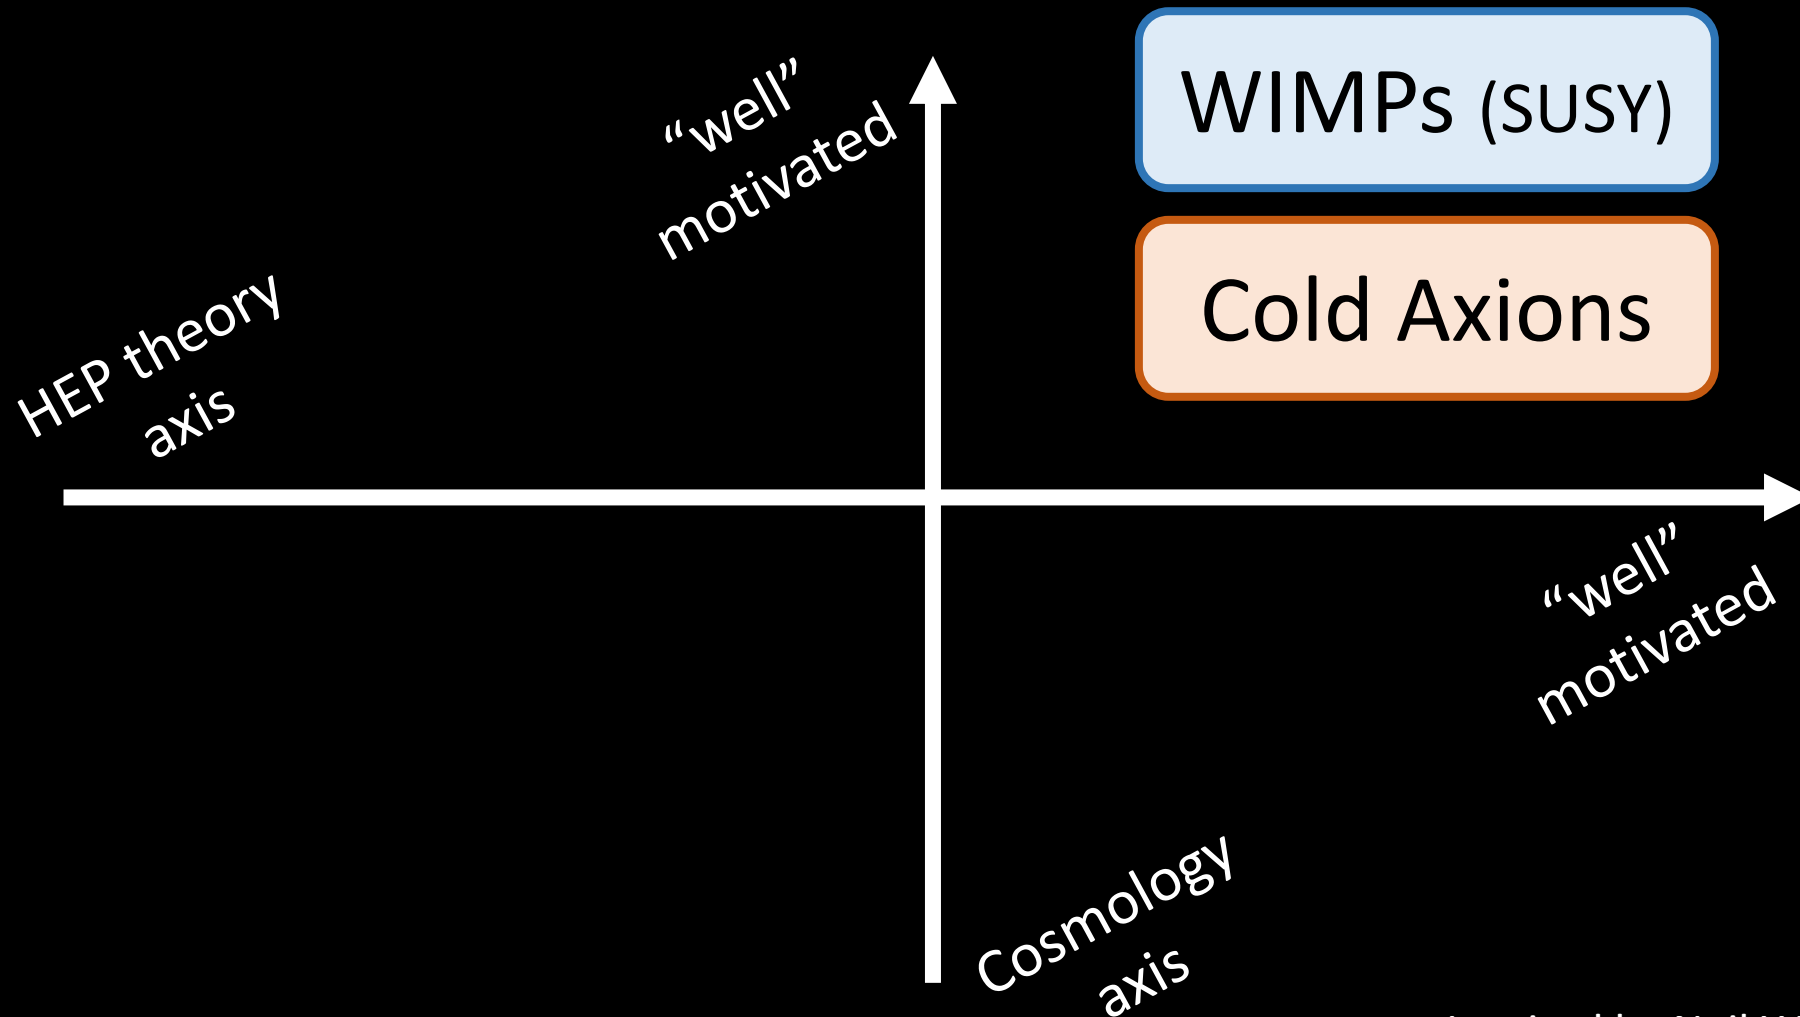 WIMPs (SUSY)
“well”
motivated
Cold Axions
HEP theory
axis
“well”
motivated
Cosmology
axis